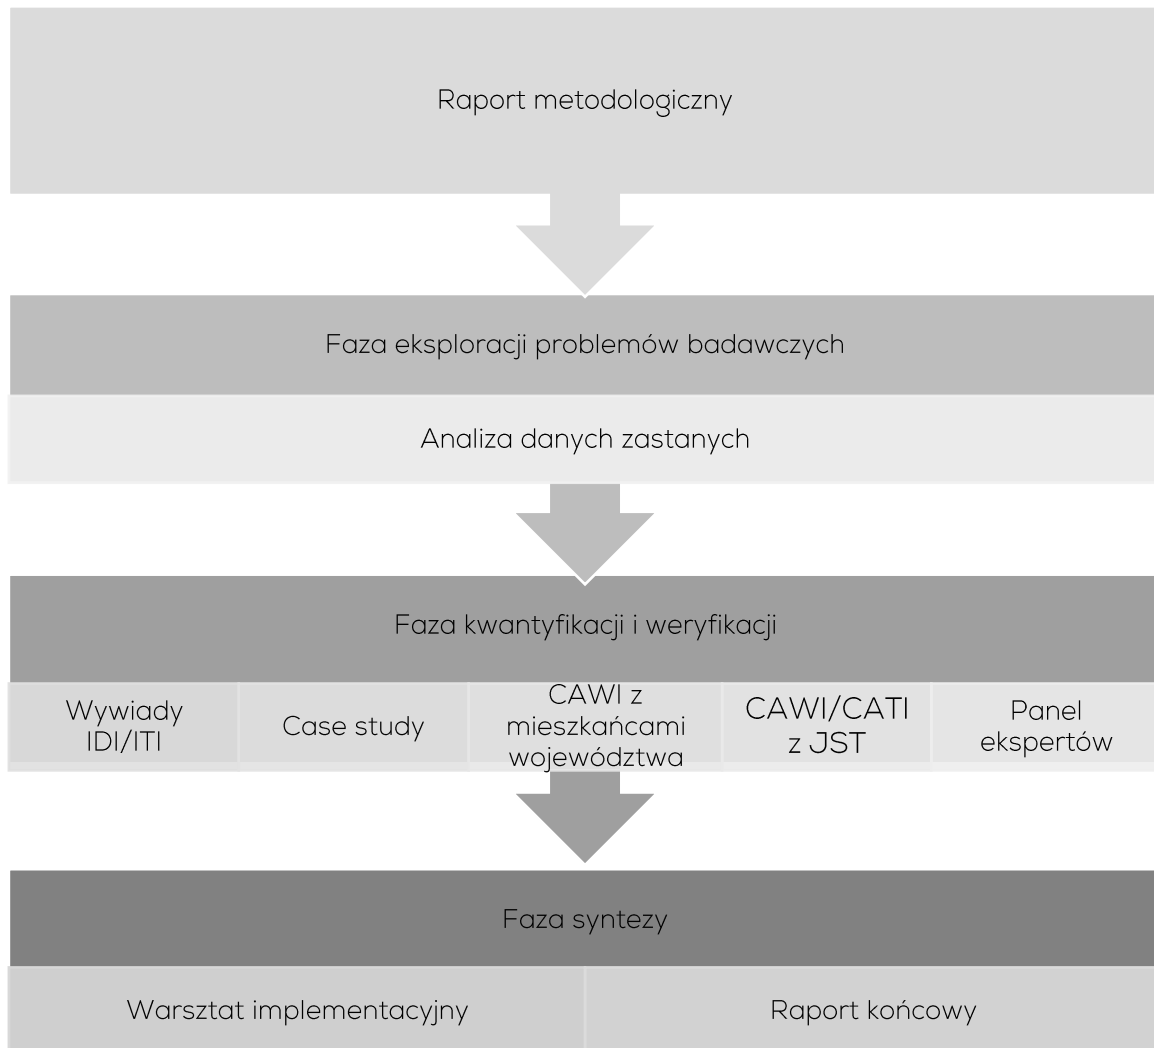 Raport metodologiczny
Faza eksploracji problemów badawczych
Analiza danych zastanych
Faza kwantyfikacji i weryfikacji
Wywiady
IDI/ITI
Case study
CAWI z
mieszkańcami
województwa
CAWI/CATI
z JST
Panel
ekspertów
Faza syntezy
Warsztat implementacyjny
Raport końcowy